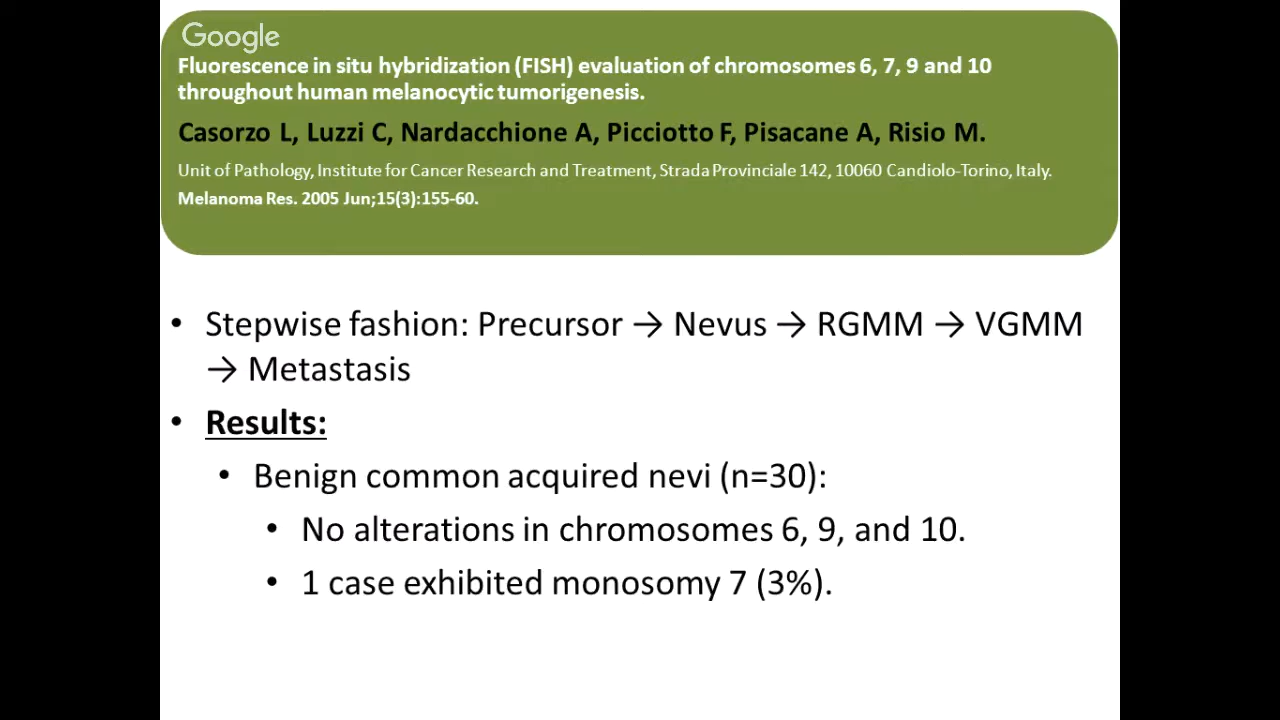 Google
Fluorescence in situ hybridization (FISH) evaluation of chromosomes 6, 7, 9 and 10
throughout human melanocytic tumorigenesis.
Casorzo L, Luzzi C, Nardacchione A, Picciotto F, Pisacane A, Risio M.
Unit of Pathology, Institute for Cancer Research and Treatment, Strada Provinciale 142, 10060 Candiolo-Torino, Italy.
Melanoma Res. 2005 Jun;15(3):155-60.
• Stepwise fashion: Precursor → Nevus → RGMM → VGMM
→ Metastasis
• Results:
• Benign common acquired nevi (n=30):
• No alterations in chromosomes 6, 9, and 10.
• 1 case exhibited monosomy 7 (3%).